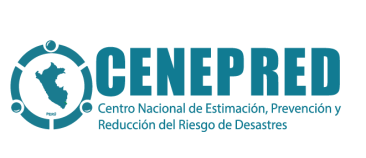 CENEPRED
Centro Nacional de Estimación, Prevención y
Reducción del Riesgo de Desastres